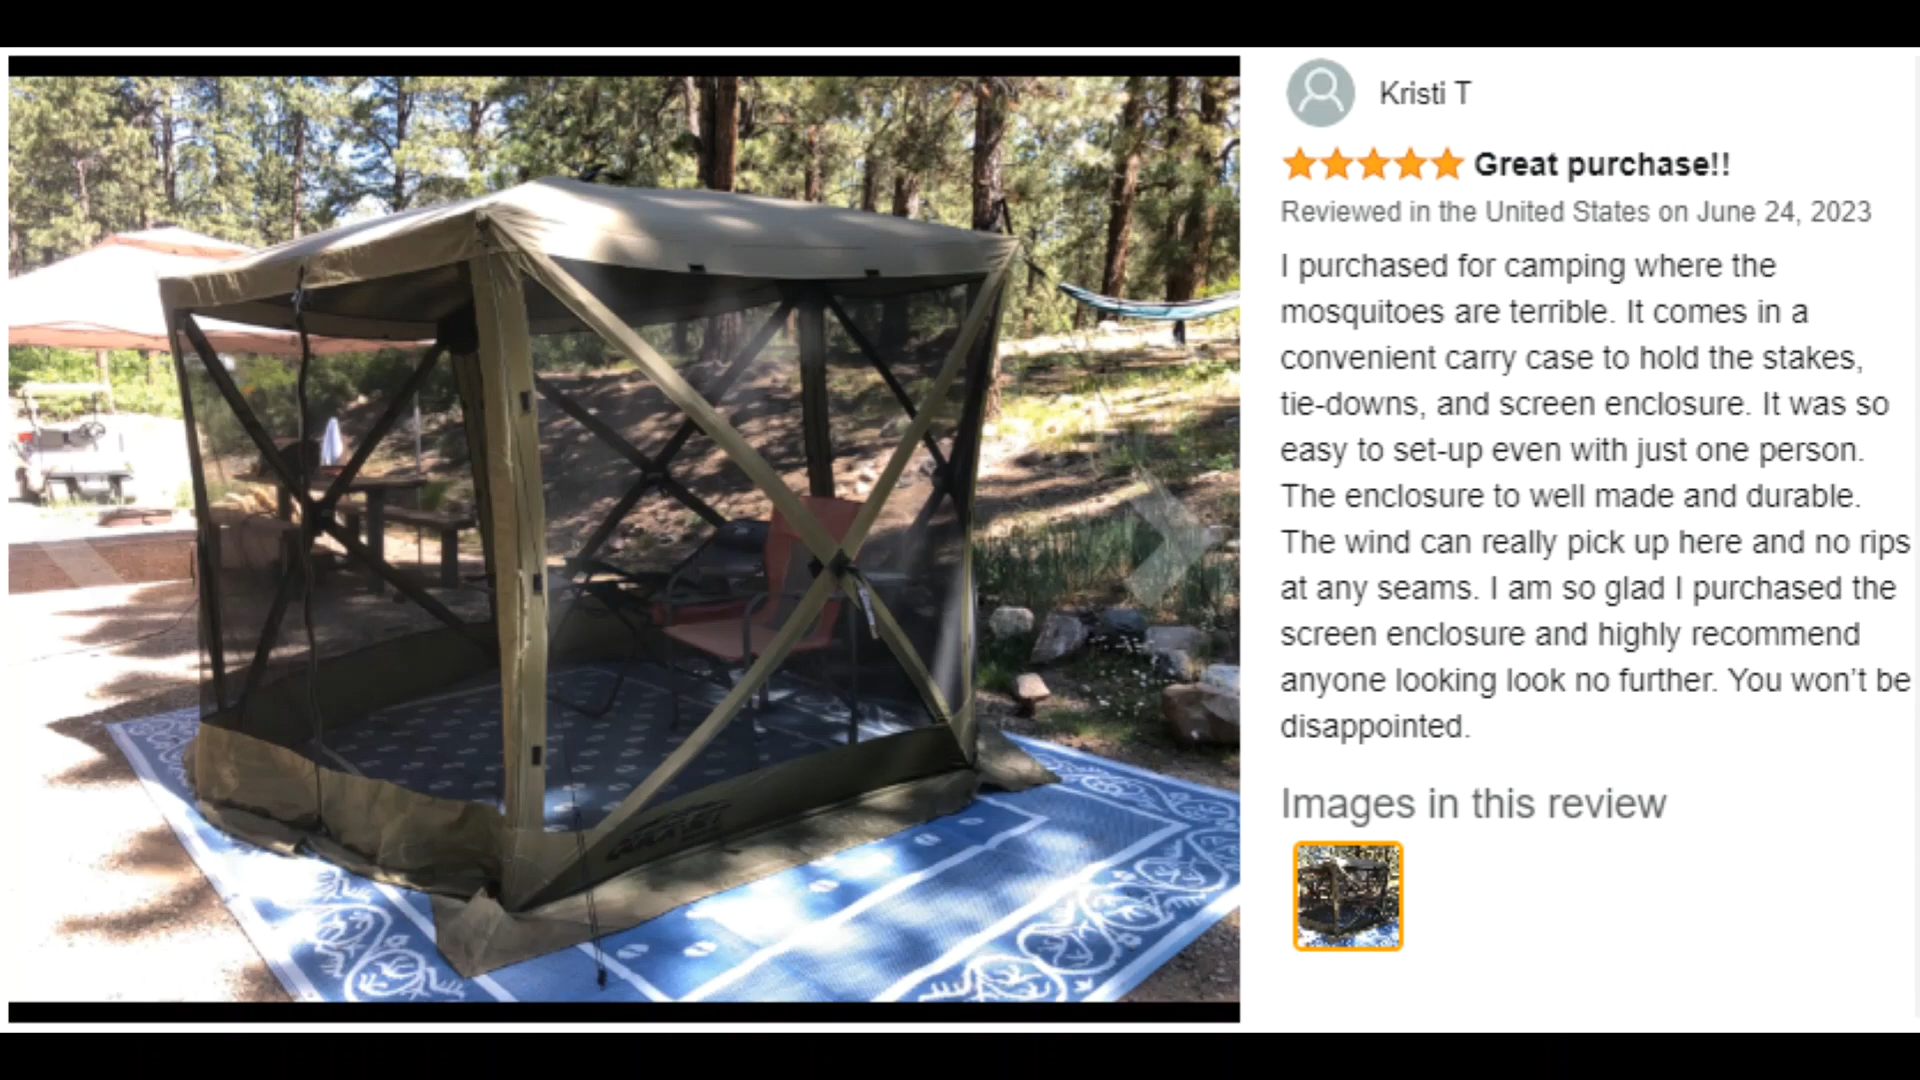 Kristi T
Great purchase!!
Reviewed in the United States on June 24, 2023
I purchased for camping where the
mosquitoes are terrible. It comes in a
convenient carry case to hold the stakes,
tie-downs, and screen enclosure. It was so
easy to set-up even with just one person.
The enclosure to well made and durable.
The wind can really pick up here and no rips
at any seams. I am so glad I purchased the
screen enclosure and highly recommend
anyone looking look no further. You won’t be
disappointed.
Images in this review